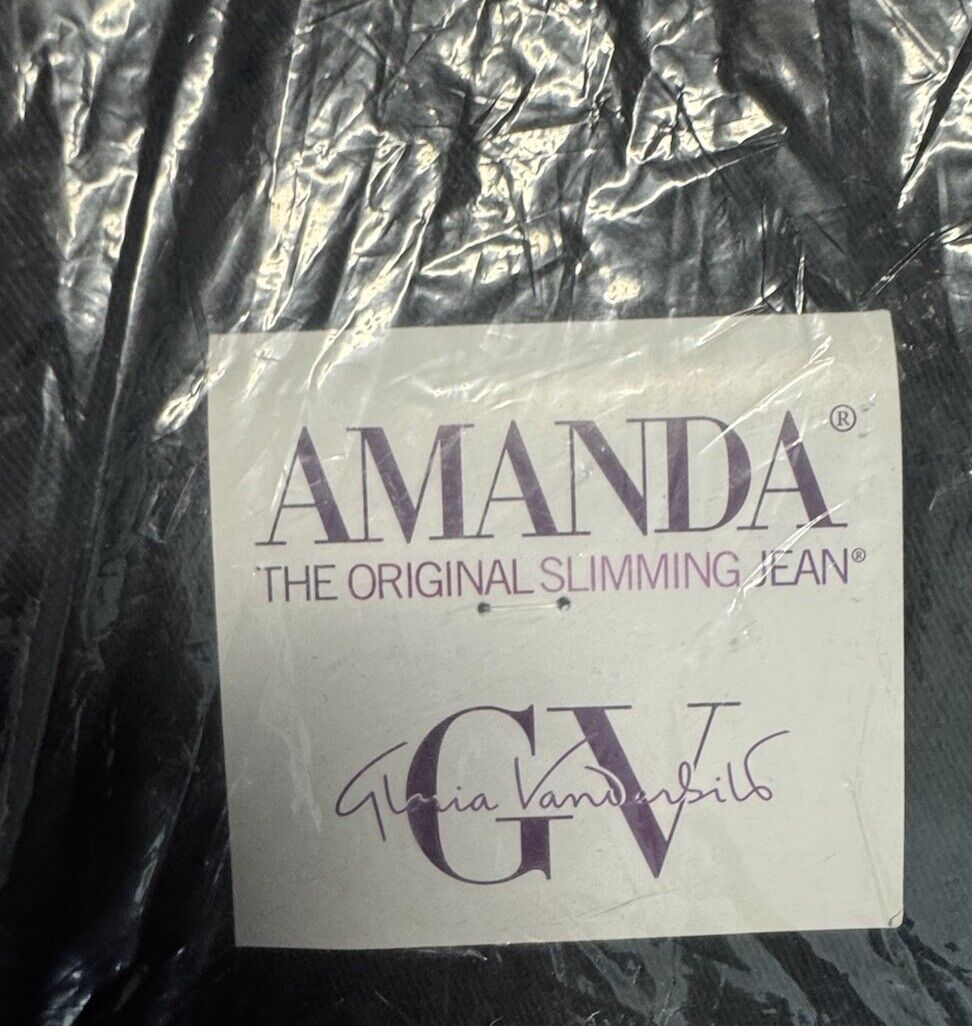 AMANDA®
THE ORIGINAL SLIMMING JEAN®
GV
Gloria Vanderbilt